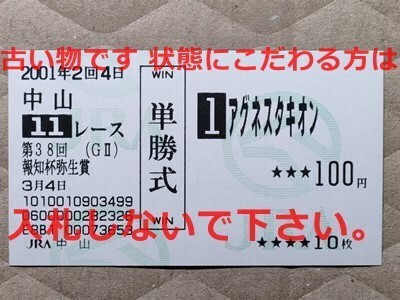 古い物です 状態にこだわる方は
2001年2回4日
中山
11レース
第38回 (GII)
報知杯弥生賞
3月4日
1010010903499
JRA 中山
WIN
単勝式
WIN
1 アグネスタキオン
★★★100円
★★★★10枚
入札しないで下さい。